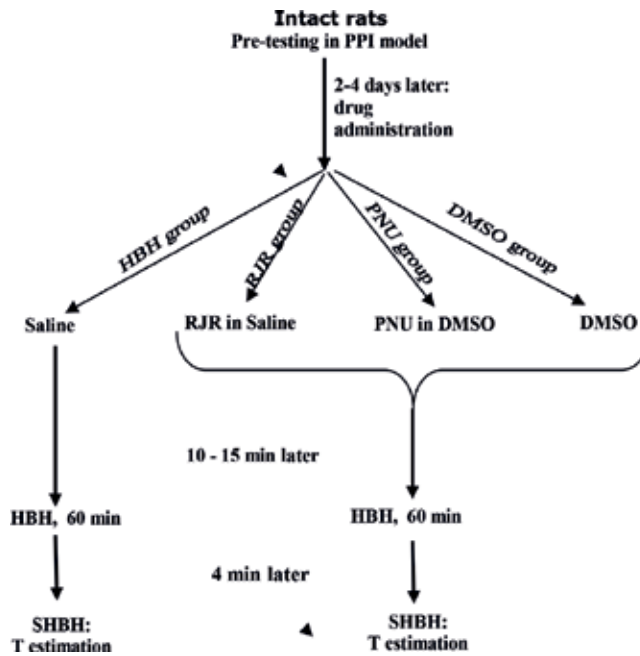 Intact rats
Pre-testing in PPI model
2-4 days later:
drug
administration
HBH group
RJR group
PNU group
DMSO group
Saline
RJR in Saline
PNU in DMSO
DMSO
10 - 15 min later
HBH, 60 min
HBH, 60 min
4 min later
SHBH:
T estimation
SHBH:
T estimation